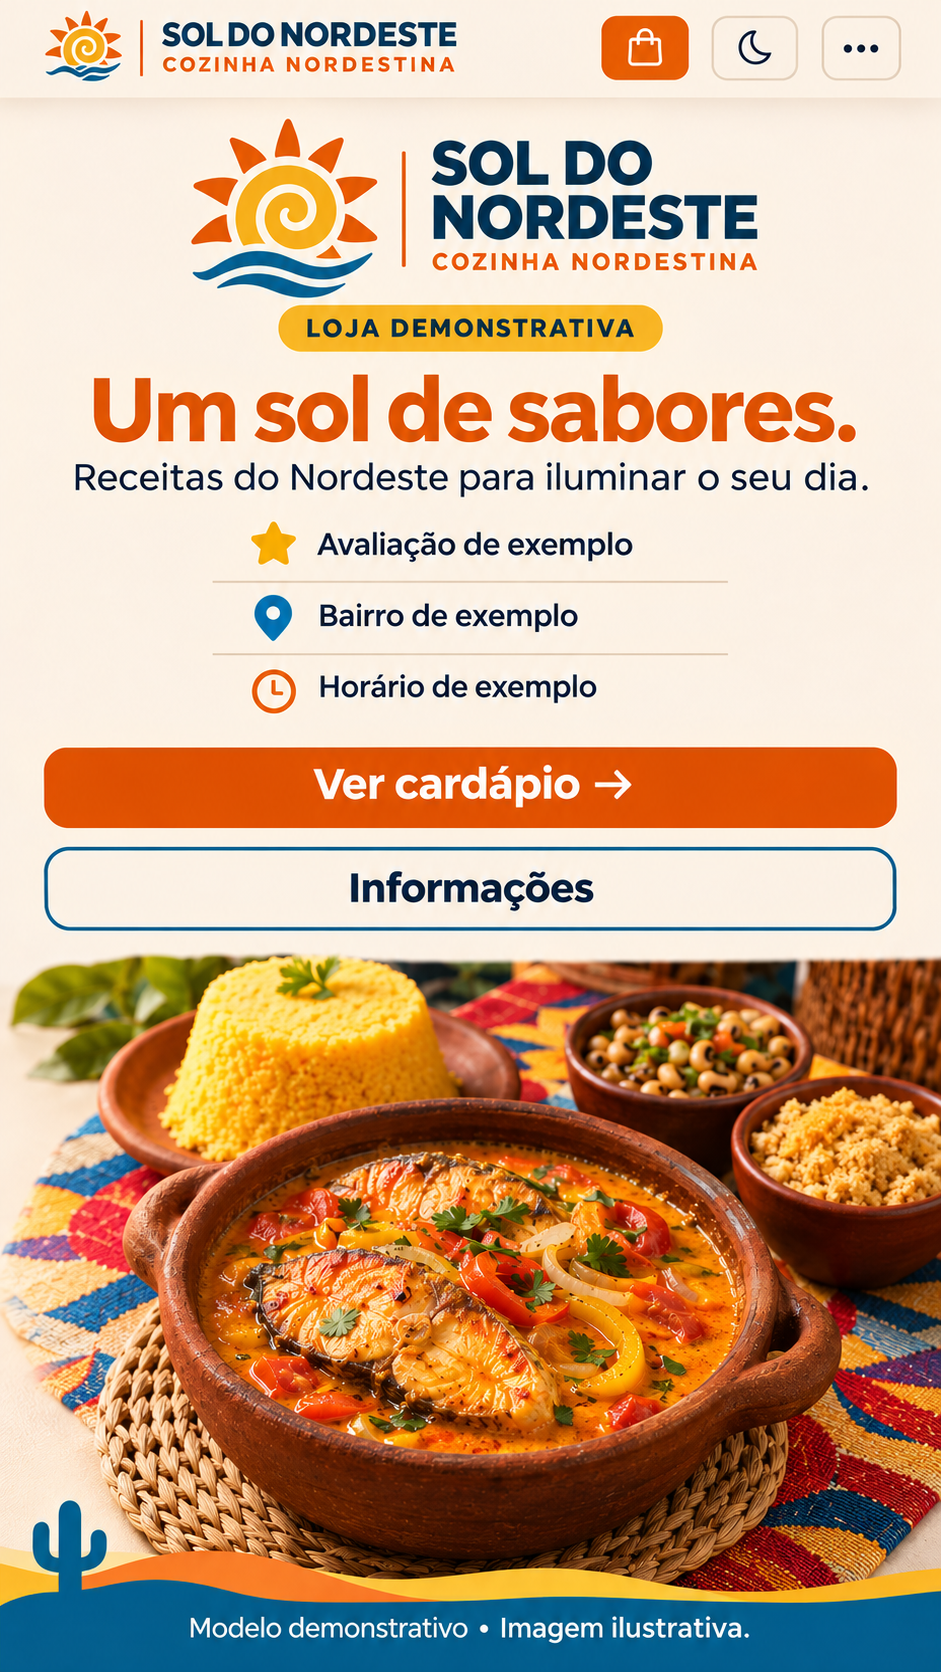 SOL DO NORDESTE
COZINHA NORDESTINA
SOL DO
NORDESTE
COZINHA NORDESTINA
LOJA DEMONSTRATIVA
Um sol de sabores.
Receitas do Nordeste para iluminar o seu dia.
Avaliação de exemplo
Bairro de exemplo
Horário de exemplo
Ver cardápio →
Informações
Modelo demonstrativo • Imagem ilustrativa.